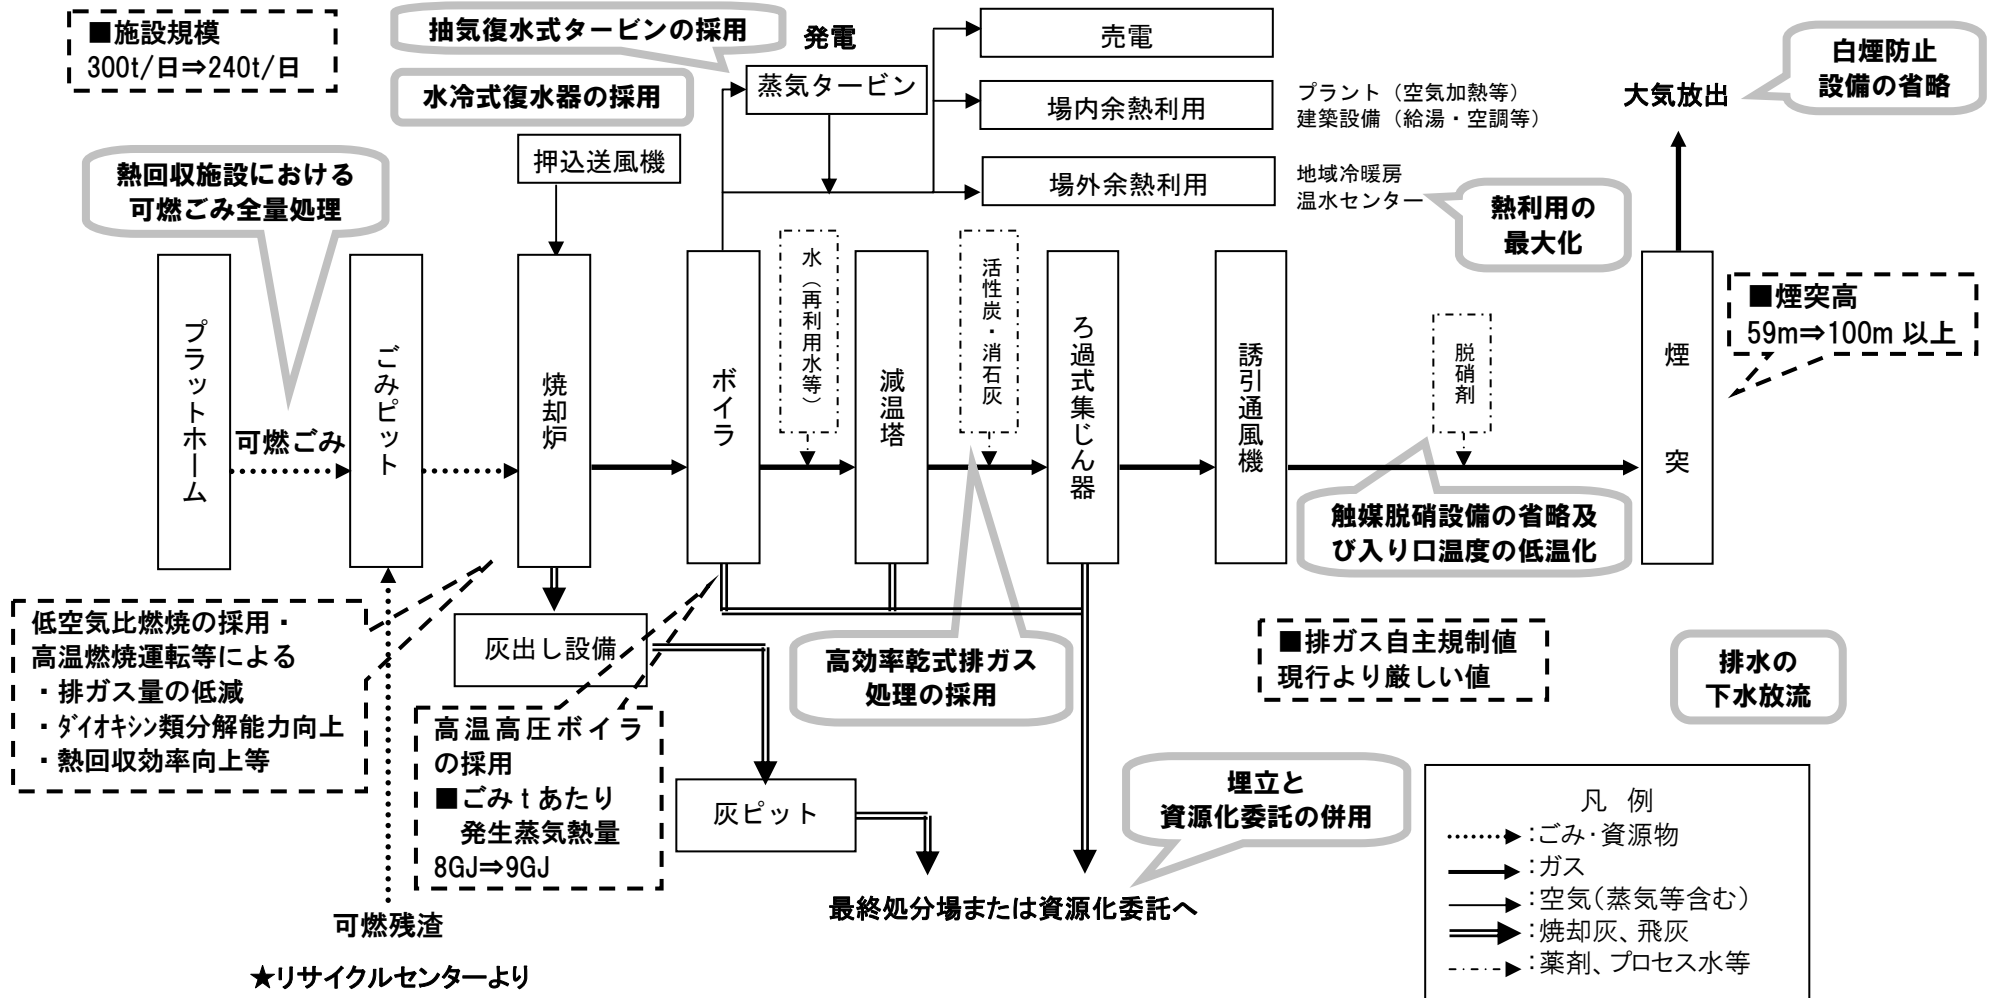 ■施設規模
300t/日⇒240t/日
抽気復水式タービンの採用
水冷式復水器の採用
発電
蒸気タービン
売電
場内余熱利用
プラント（空気加熱等）
建築設備（給湯・空調等）
場外余熱利用
地域冷暖房
温水センター
熱利用の
最大化
大気放出
白煙防止
設備の省略
熱回収施設における
可燃ごみ全量処理
押込送風機
プラットホーム
可燃ごみ
ごみピット
焼却炉
ボイラ
水（再利用水等）
減温塔
活性炭・消石灰
ろ過式集じん器
誘引通風機
脱硝剤
煙突
■煙突高
59m⇒100m 以上
触媒脱硝設備の省略及
び入り口温度の低温化
低空気比燃焼の採用・
高温燃焼運転等による
・排ガス量の低減
・ダイオキシン類分解能力向上
・熱回収効率向上等
灰出し設備
高温高圧ボイラ
の採用
■ごみｔあたり
発生蒸気熱量
8GJ⇒9GJ
高効率乾式排ガス
処理の採用
■排ガス自主規制値
現行より厳しい値
排水の
下水放流
灰ピット
埋立と
資源化委託の併用
最終処分場または資源化委託へ
可燃残渣
★リサイクルセンターより
凡 例
：ごみ・資源物
：ガス
：空気（蒸気等含む）
：焼却灰、飛灰
：薬剤、プロセス水等